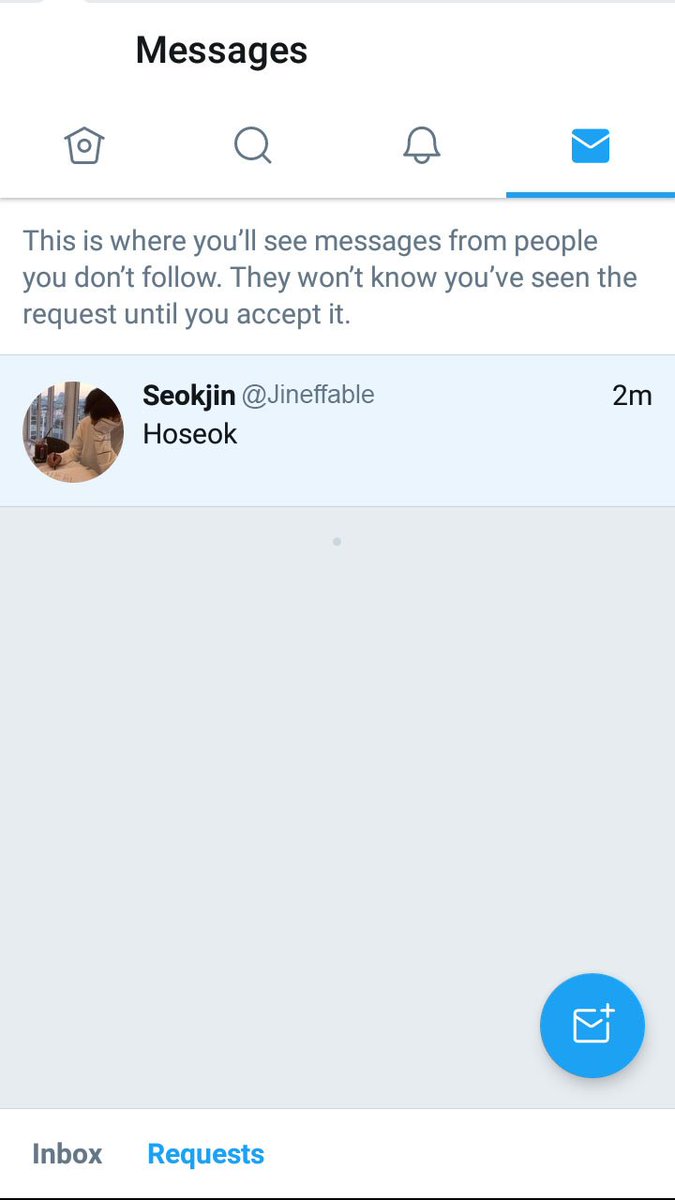 Messages
This is where you’ll see messages from people
you don’t follow. They won’t know you’ve seen the
request until you accept it.
Seokjin @Jineffable 2m
Hoseok
Inbox Requests